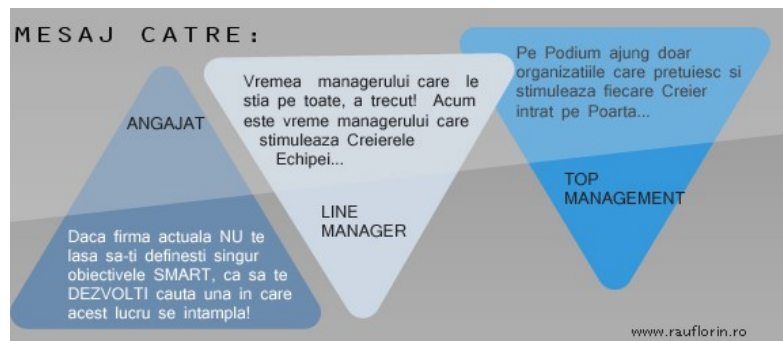 MESAJ CATRE:
ANGAJAT
Daca firma actuala NU te
lasa sa-ti definesti singur
obiectivele SMART, ca sa te
DEZVOLTI cauta una in care
acest lucru se intampla!
Vremea managerului care le
stia pe toate, a trecut! Acum
este vreme managerului care
stimuleaza Creierele
Echipei...
LINE
MANAGER
Pe Podium ajung doar
organizatiile care pretuiesc si
stimuleaza fiecare Creier
intrat pe Poarta...
TOP
MANAGEMENT
www.rauflorin.ro